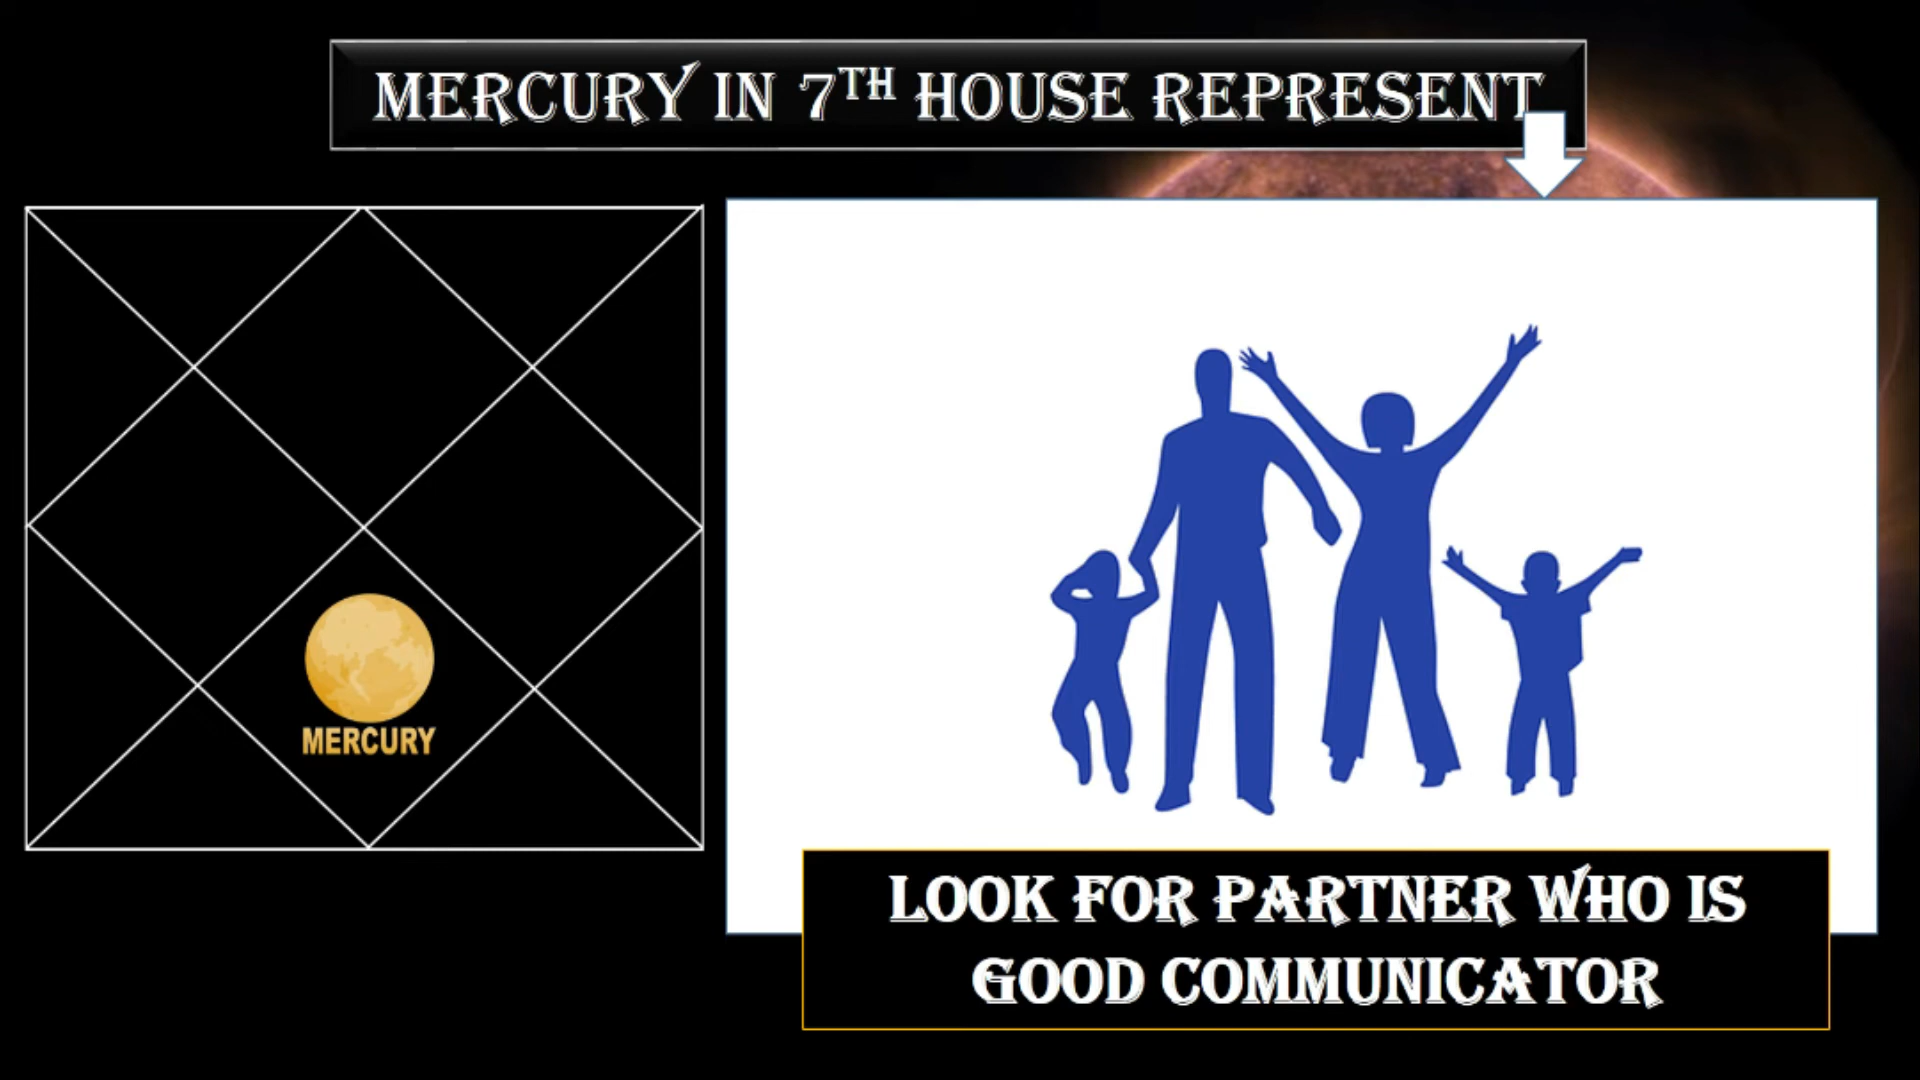 MERCURY IN 7TH HOUSE REPRESENT
MERCURY
LOOK FOR PARTNER WHO IS
GOOD COMMUNICATOR